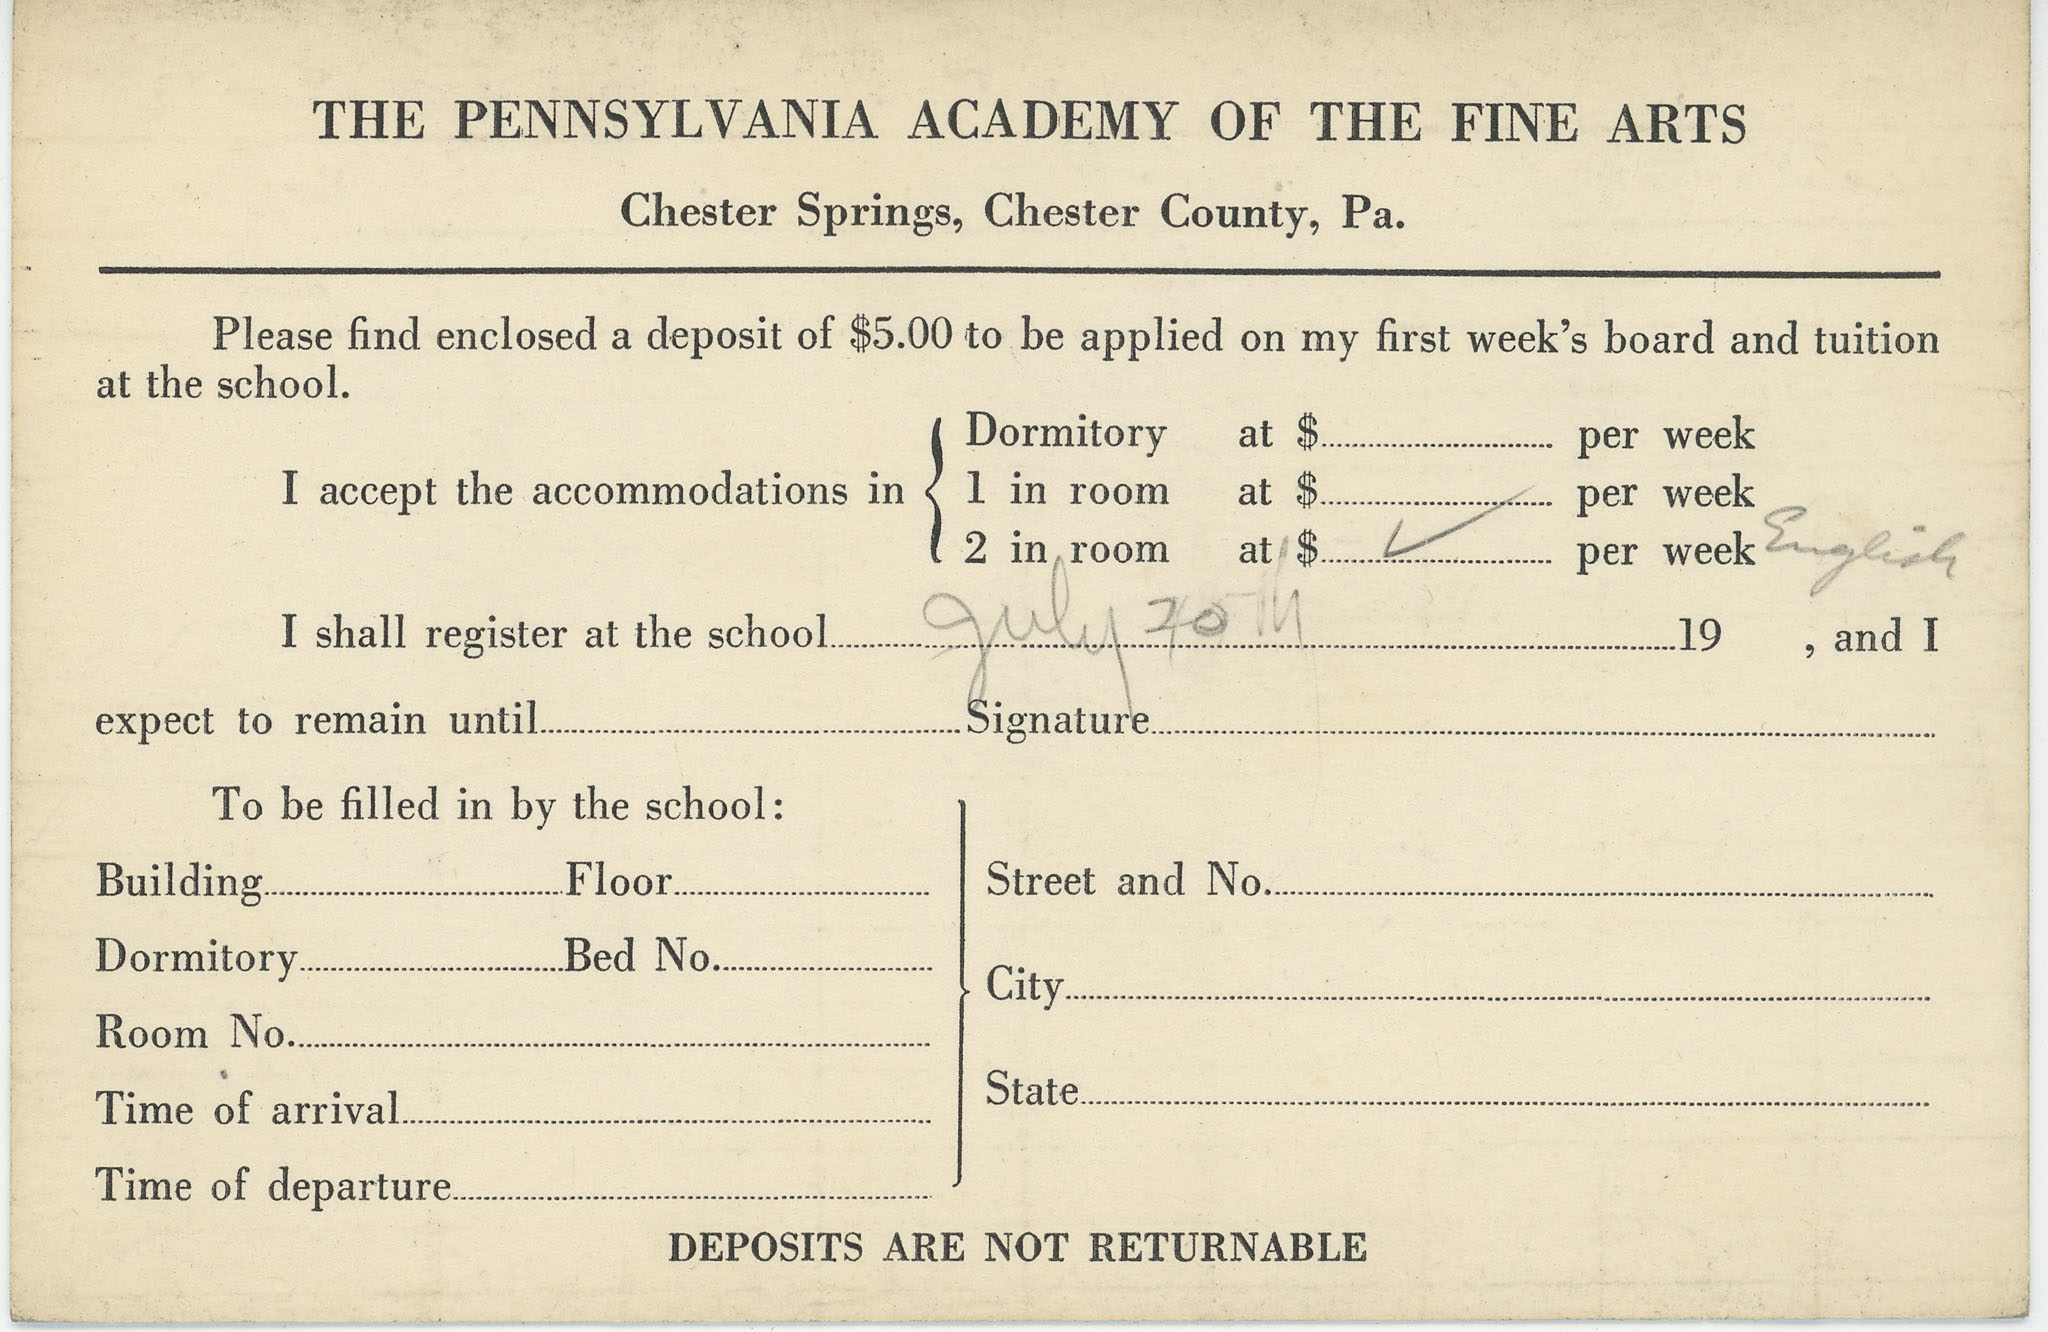 THE PENNSYLVANIA ACADEMY OF THE FINE ARTS
Chester Springs, Chester County, Pa.
Please find enclosed a deposit of $5.00 to be applied on my first week's board and tuition
at the school.
I accept the accommodations in { Dormitory at $.......... per week
1 in room at $.......... per week
2 in room at $.....✓..... per week English
I shall register at the school..........July 20th..........19 , and I
expect to remain until..........Signature..........
To be filled in by the school:
Building..........Floor..........
Dormitory..........Bed No...........
Room No...........
Time of arrival..........
Time of departure..........
Street and No...........
City..........
State..........
DEPOSITS ARE NOT RETURNABLE